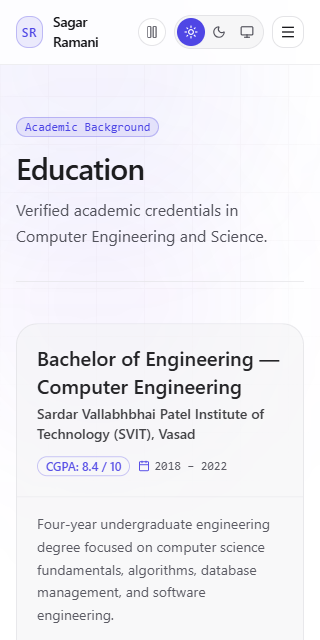 SR
Sagar
Ramani
Academic Background
Education
Verified academic credentials in
Computer Engineering and Science.
Bachelor of Engineering —
Computer Engineering
Sardar Vallabhbhai Patel Institute of
Technology (SVIT), Vasad
CGPA: 8.4 / 10 2018 – 2022
Four-year undergraduate engineering
degree focused on computer science
fundamentals, algorithms, database
management, and software
engineering.